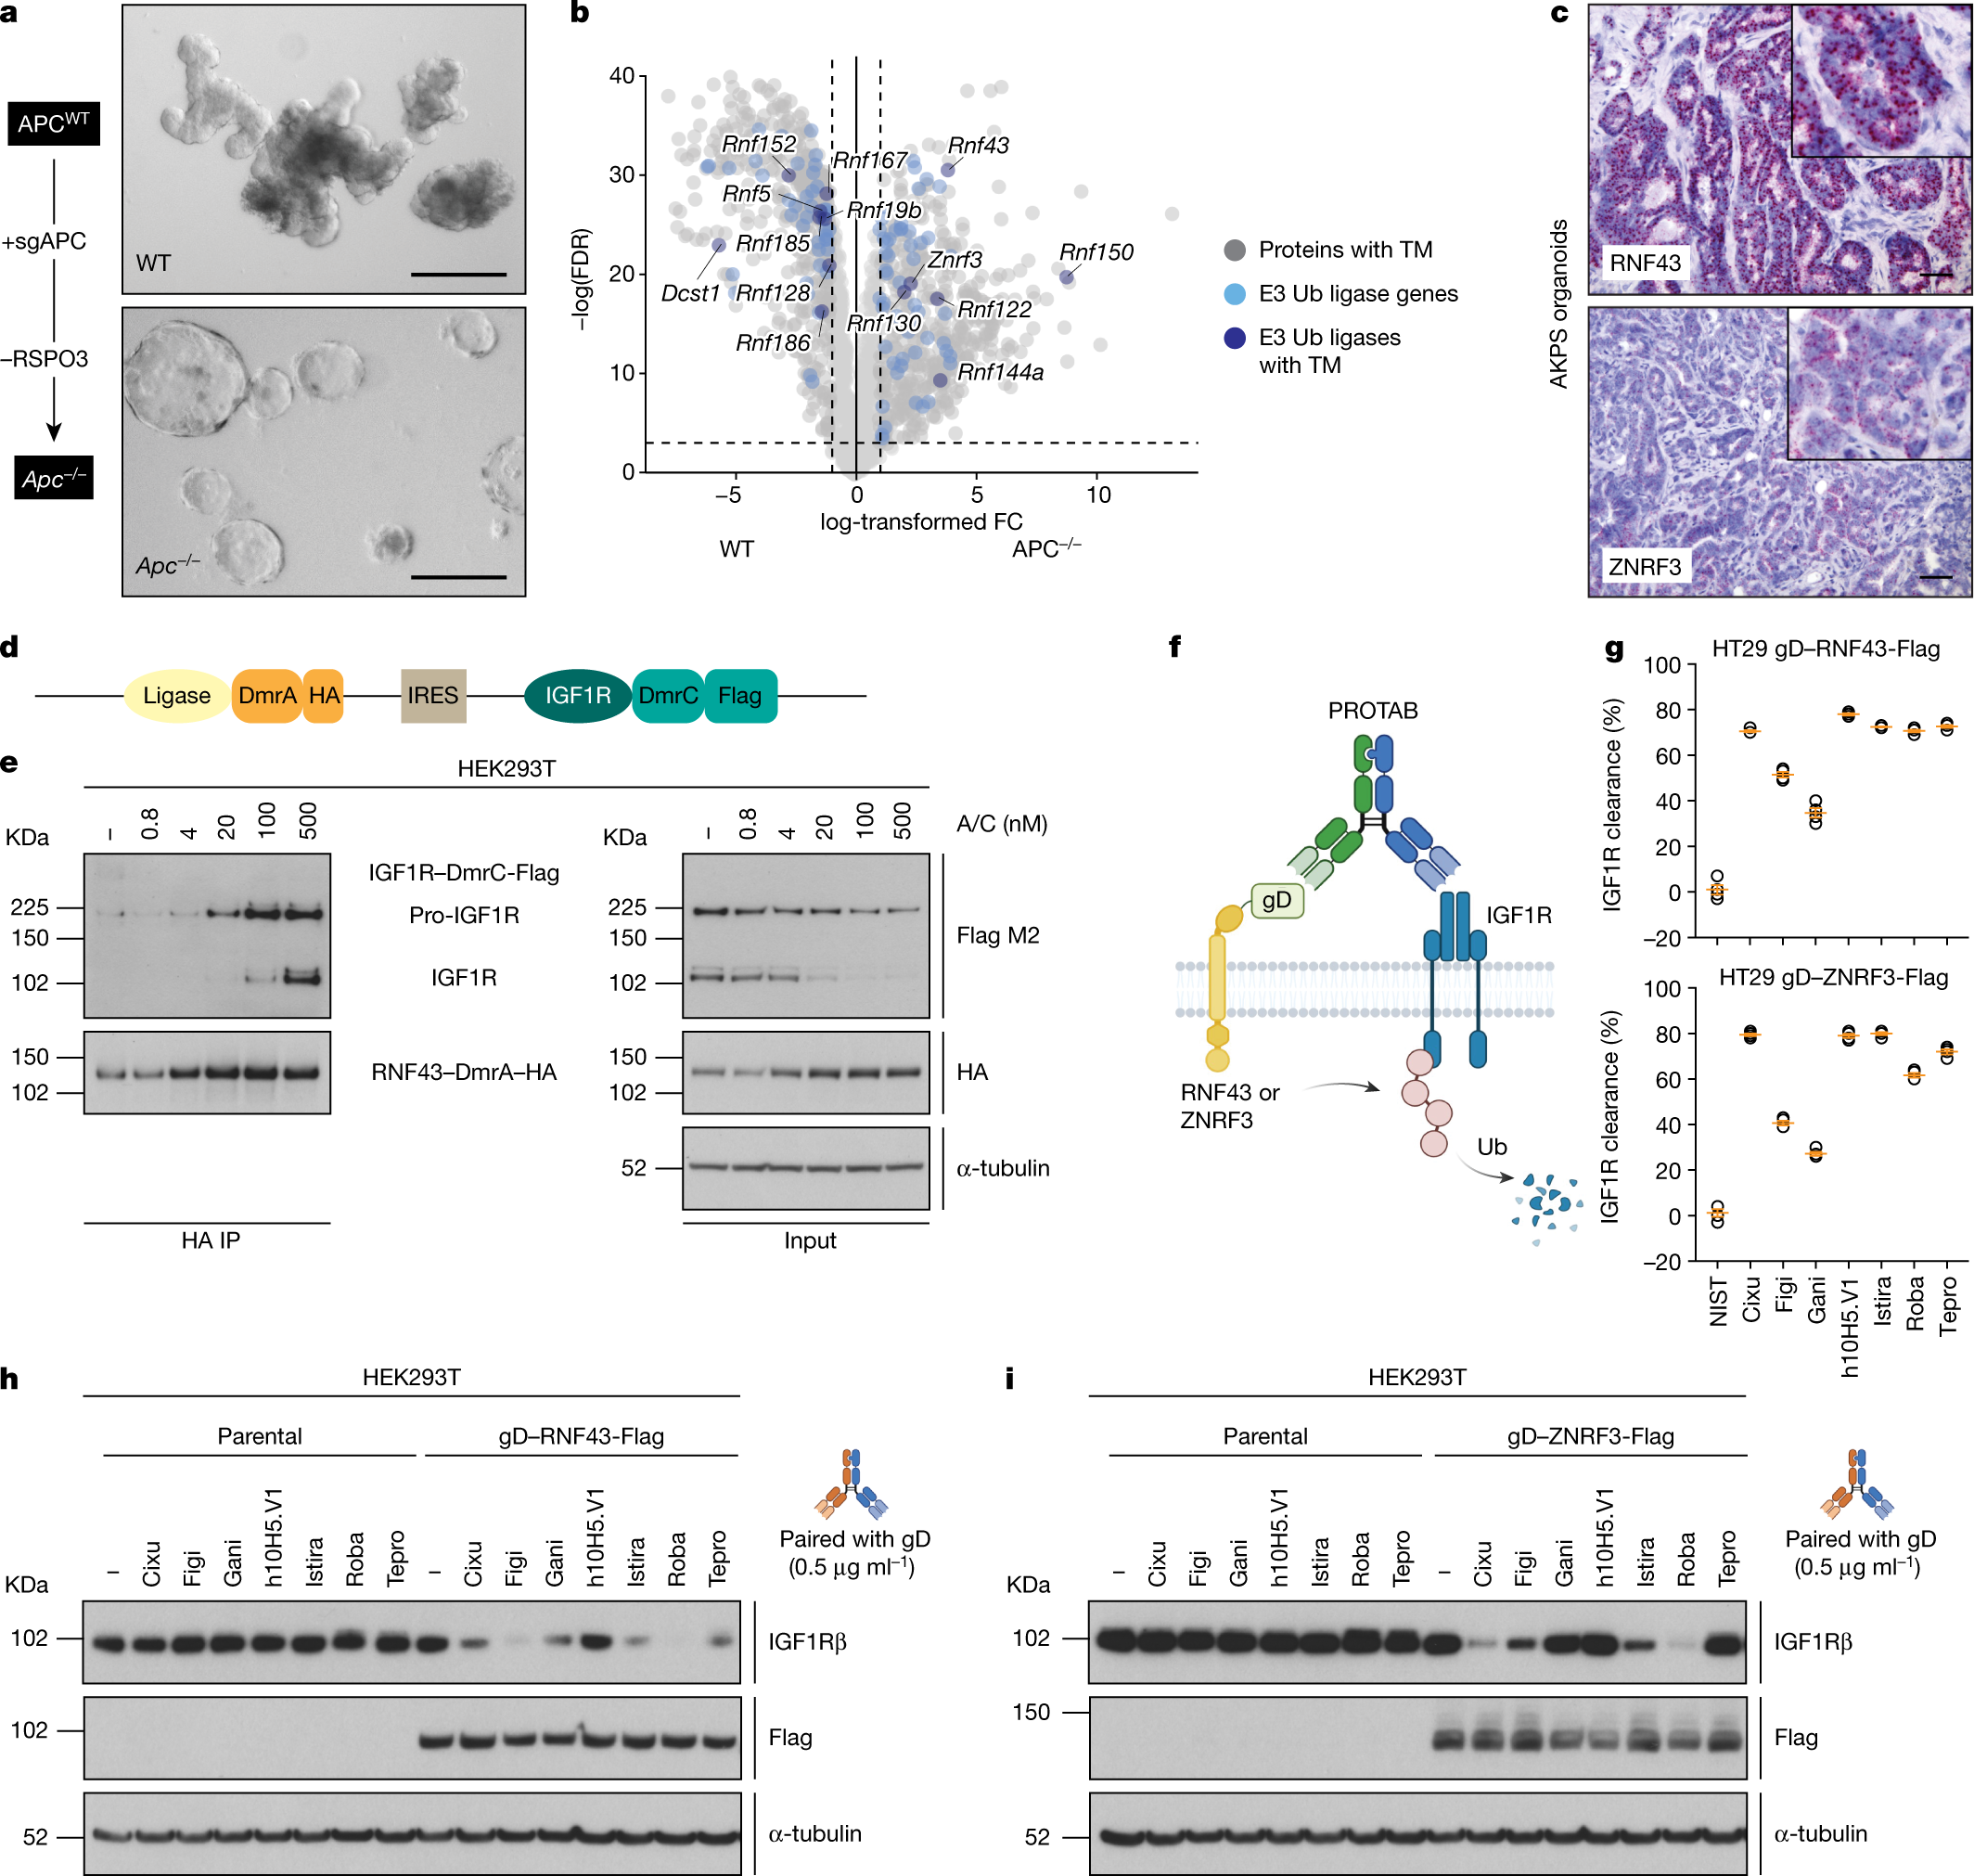 a
APCWT
+sgAPC
–RSPO3
Apc–/–
WT
Apc–/–
b
–log(FDR)
40
30
20
10
0
–5
0
5
10
log-transformed FC
WT
APC–/–
Rnf152
Rnf167
Rnf43
Rnf5
Rnf19b
Rnf185
Znrf3
Rnf150
Dcst1
Rnf128
Rnf130
Rnf122
Rnf186
Rnf144a
Proteins with TM
E3 Ub ligase genes
E3 Ub ligases
with TM
c
AKPS organoids
RNF43
ZNRF3
d
Ligase
DmrA
HA
IRES
IGF1R
DmrC
Flag
e
HEK293T
KDa
–
0.8
4
20
100
500
KDa
–
0.8
4
20
100
500
A/C (nM)
225
150
102
IGF1R–DmrC-Flag
Pro-IGF1R
IGF1R
225
150
102
Flag M2
150
102
RNF43–DmrA–HA
150
102
HA
52
α-tubulin
HA IP
Input
f
PROTAB
gD
IGF1R
RNF43 or
ZNRF3
Ub
g
HT29 gD–RNF43-Flag
IGF1R clearance (%)
100
80
60
40
20
0
–20
HT29 gD–ZNRF3-Flag
IGF1R clearance (%)
100
80
60
40
20
0
–20
NIST
Cixu
Figi
Gani
h10H5.V1
Istira
Roba
Tepro
h
HEK293T
Parental
gD–RNF43-Flag
KDa
–
Cixu
Figi
Gani
h10H5.V1
Istira
Roba
Tepro
–
Cixu
Figi
Gani
h10H5.V1
Istira
Roba
Tepro
Paired with gD
(0.5 μg ml–1)
102
IGF1Rβ
102
Flag
52
α-tubulin
i
HEK293T
Parental
gD–ZNRF3-Flag
KDa
–
Cixu
Figi
Gani
h10H5.V1
Istira
Roba
Tepro
–
Cixu
Figi
Gani
h10H5.V1
Istira
Roba
Tepro
Paired with gD
(0.5 μg ml–1)
102
IGF1Rβ
150
Flag
52
α-tubulin